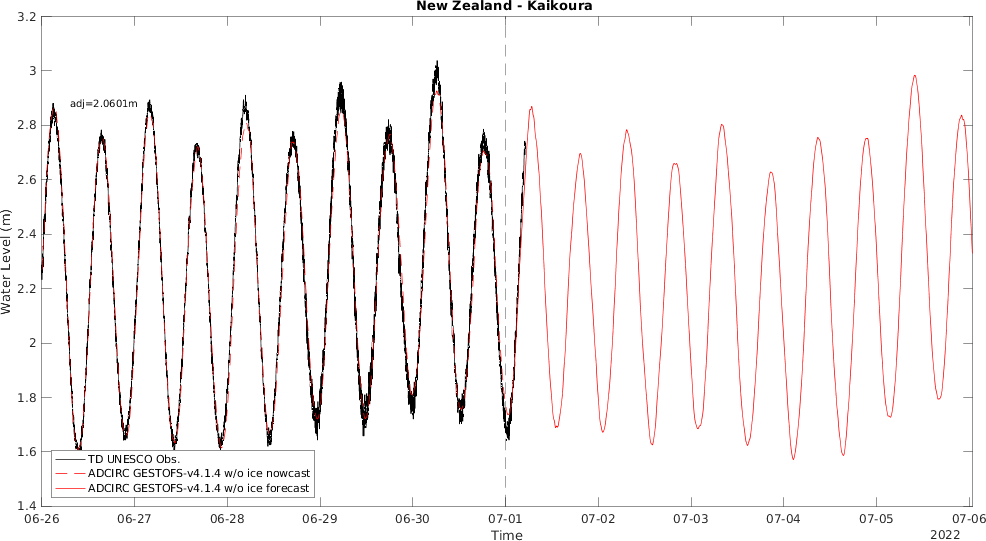 New Zealand - Kaikoura
3.2
3
2.8
2.6
2.4
2.2
2
1.8
1.6
1.4
Water Level (m)
adj=2.0601m
TD UNESCO Obs.
ADCIRC GESTOFS-v4.1.4 w/o ice nowcast
ADCIRC GESTOFS-v4.1.4 w/o ice forecast
06-26 06-27 06-28 06-29 06-30 07-01 07-02 07-03 07-04 07-05 07-06
Time
2022